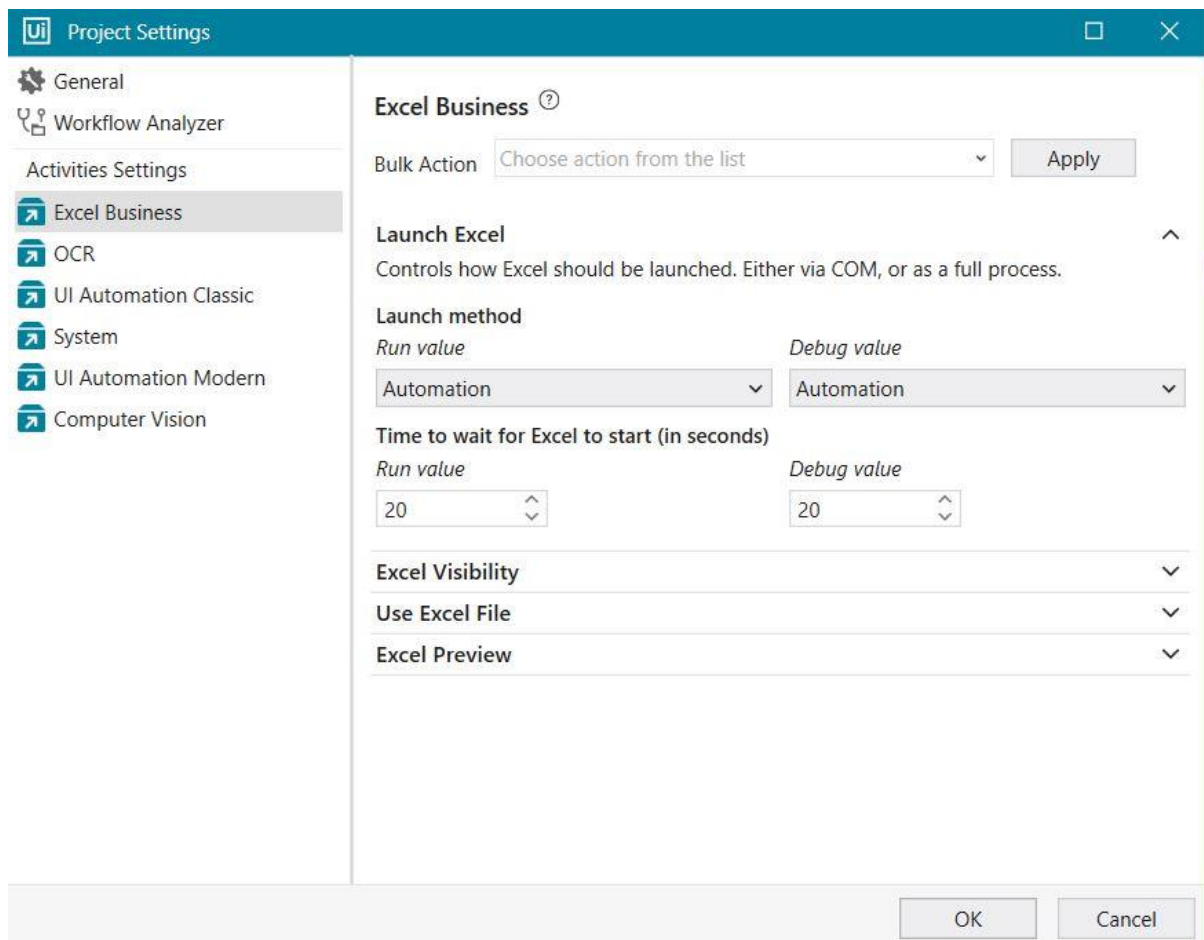 Ui Project Settings
General
Workflow Analyzer
Activities Settings
Excel Business
OCR
UI Automation Classic
System
UI Automation Modern
Computer Vision
Excel Business ?
Bulk Action Choose action from the list Apply
Launch Excel
Controls how Excel should be launched. Either via COM, or as a full process.
Launch method
Run value Debug value
Automation Automation
Time to wait for Excel to start (in seconds)
Run value Debug value
20 20
Excel Visibility
Use Excel File
Excel Preview
OK Cancel